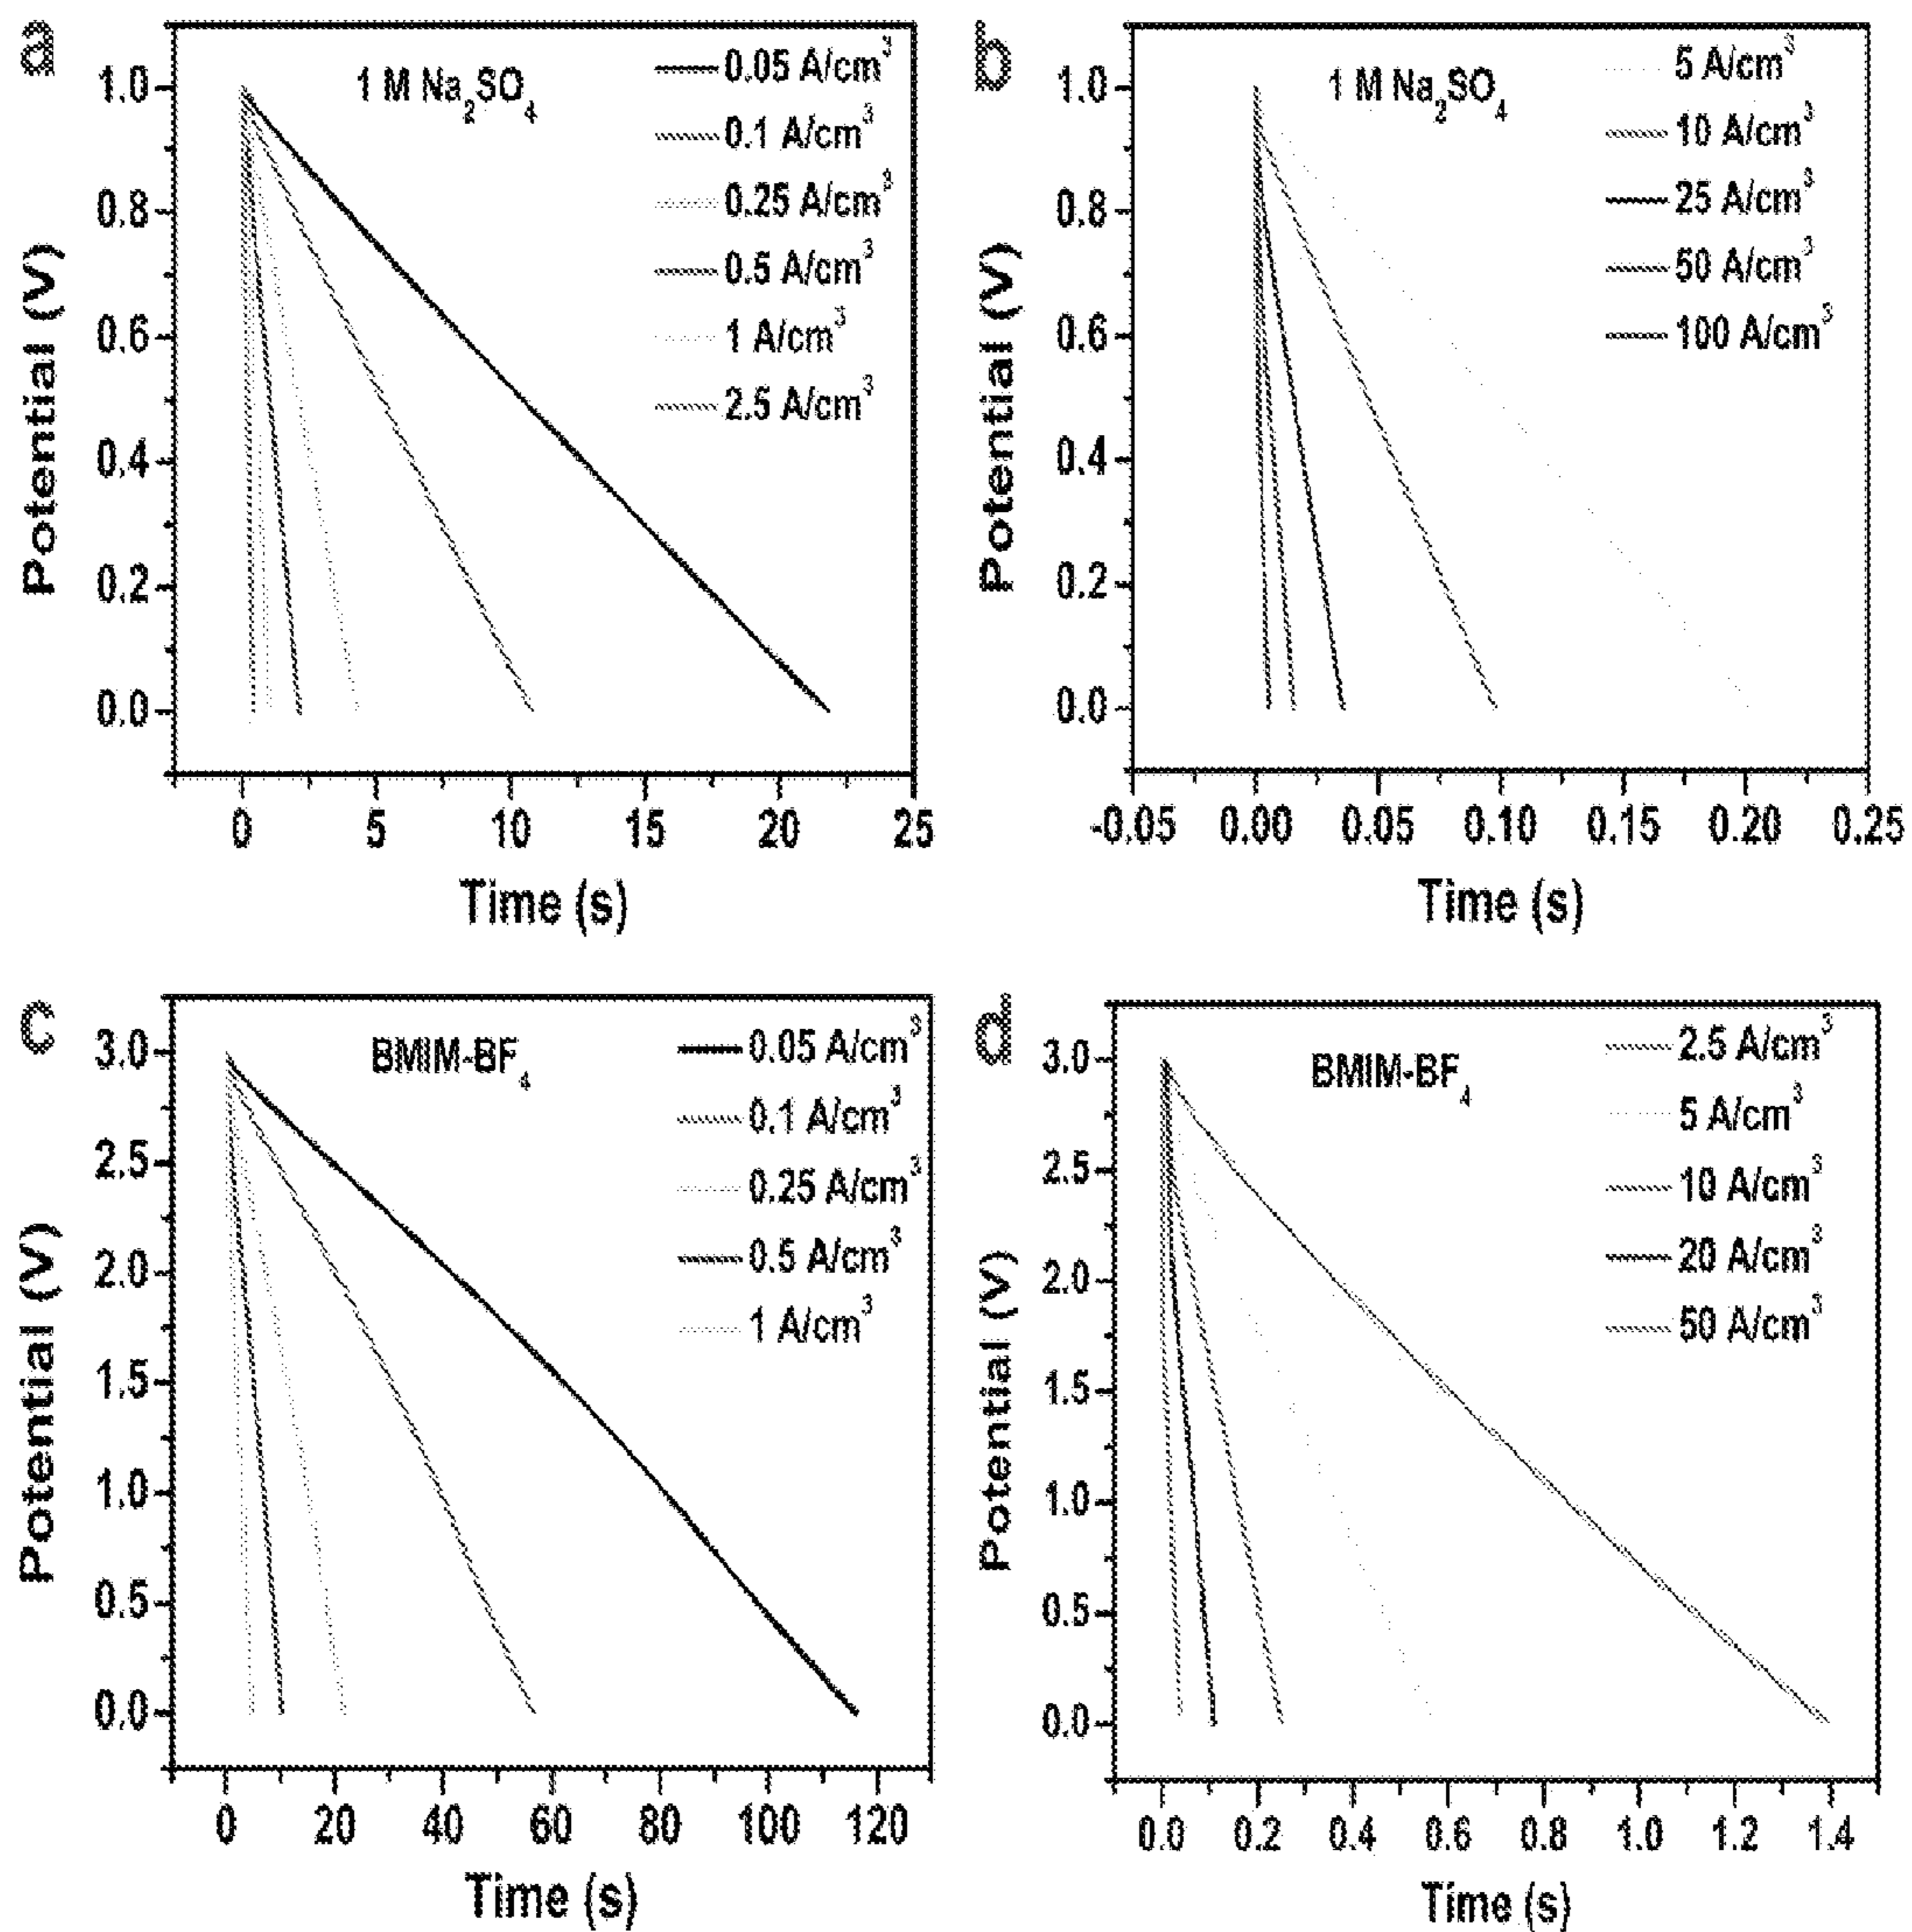 a
1 M Na₂SO₄
0.05 A/cm³
0.1 A/cm³
0.25 A/cm³
0.5 A/cm³
1 A/cm³
2.5 A/cm³
1.0
0.8
0.6
0.4
0.2
0.0
Potential (V)
0 5 10 15 20 25
Time (s)
b
1 M Na₂SO₄
5 A/cm³
10 A/cm³
25 A/cm³
50 A/cm³
100 A/cm³
1.0
0.8
0.6
0.4
0.2
0.0
Potential (V)
-0.05 0.00 0.05 0.10 0.15 0.20 0.25
Time (s)
c
BMIM-BF₄
0.05 A/cm³
0.1 A/cm³
0.25 A/cm³
0.5 A/cm³
1 A/cm³
3.0
2.5
2.0
1.5
1.0
0.5
0.0
Potential (V)
0 20 40 60 80 100 120
Time (s)
d
BMIM-BF₄
2.5 A/cm³
5 A/cm³
10 A/cm³
20 A/cm³
50 A/cm³
3.0
2.5
2.0
1.5
1.0
0.5
0.0
Potential (V)
0.0 0.2 0.4 0.6 0.8 1.0 1.2 1.4
Time (s)